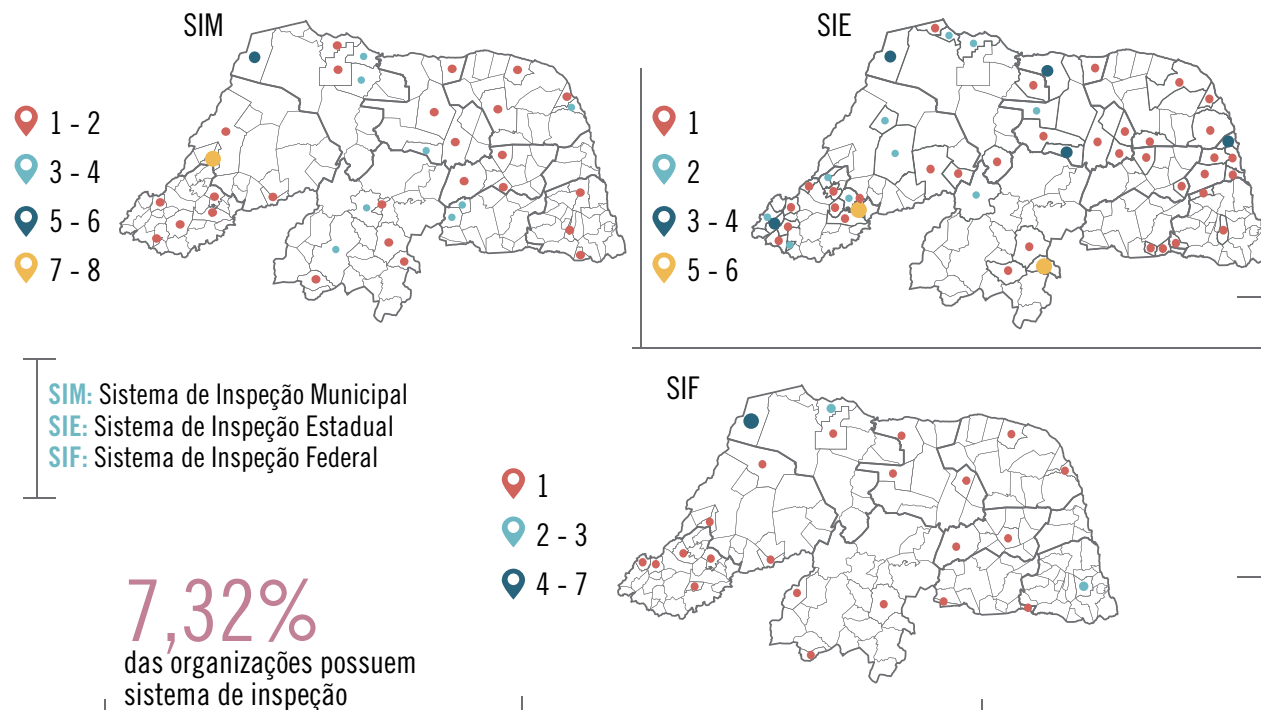 SIM
1 - 2
3 - 4
5 - 6
7 - 8
SIE
1
2
3 - 4
5 - 6
SIM: Sistema de Inspeção Municipal
SIE: Sistema de Inspeção Estadual
SIF: Sistema de Inspeção Federal
SIF
1
2 - 3
4 - 7
7,32%
das organizações possuem
sistema de inspeção